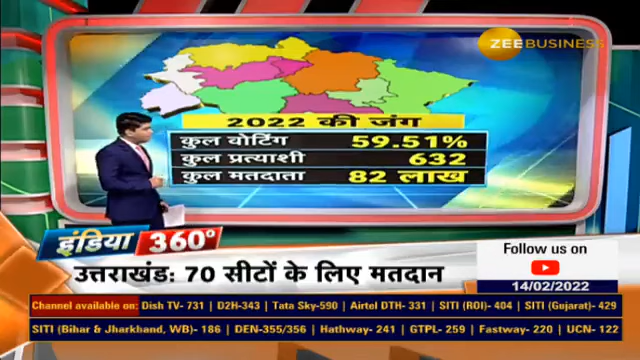 ZEEBUSINESS
2022 की जंग
कुल वोटिंग 59.51%
कुल प्रत्याशी 632
कुल मतदाता 82 लाख
इंडिया 360°
उत्तराखंड: 70 सीटों के लिए मतदान
Follow us on
14/02/2022
Channel available on: Dish TV- 731 | D2H-343 | Tata Sky-590 | Airtel DTH- 331 | SITI (ROI)- 404 | SITI (Gujarat)- 429
SITI (Bihar & Jharkhand, WB)- 186 | DEN-355/356 | Hathway- 241 | GTPL- 259 | Fastway- 220 | UCN- 122